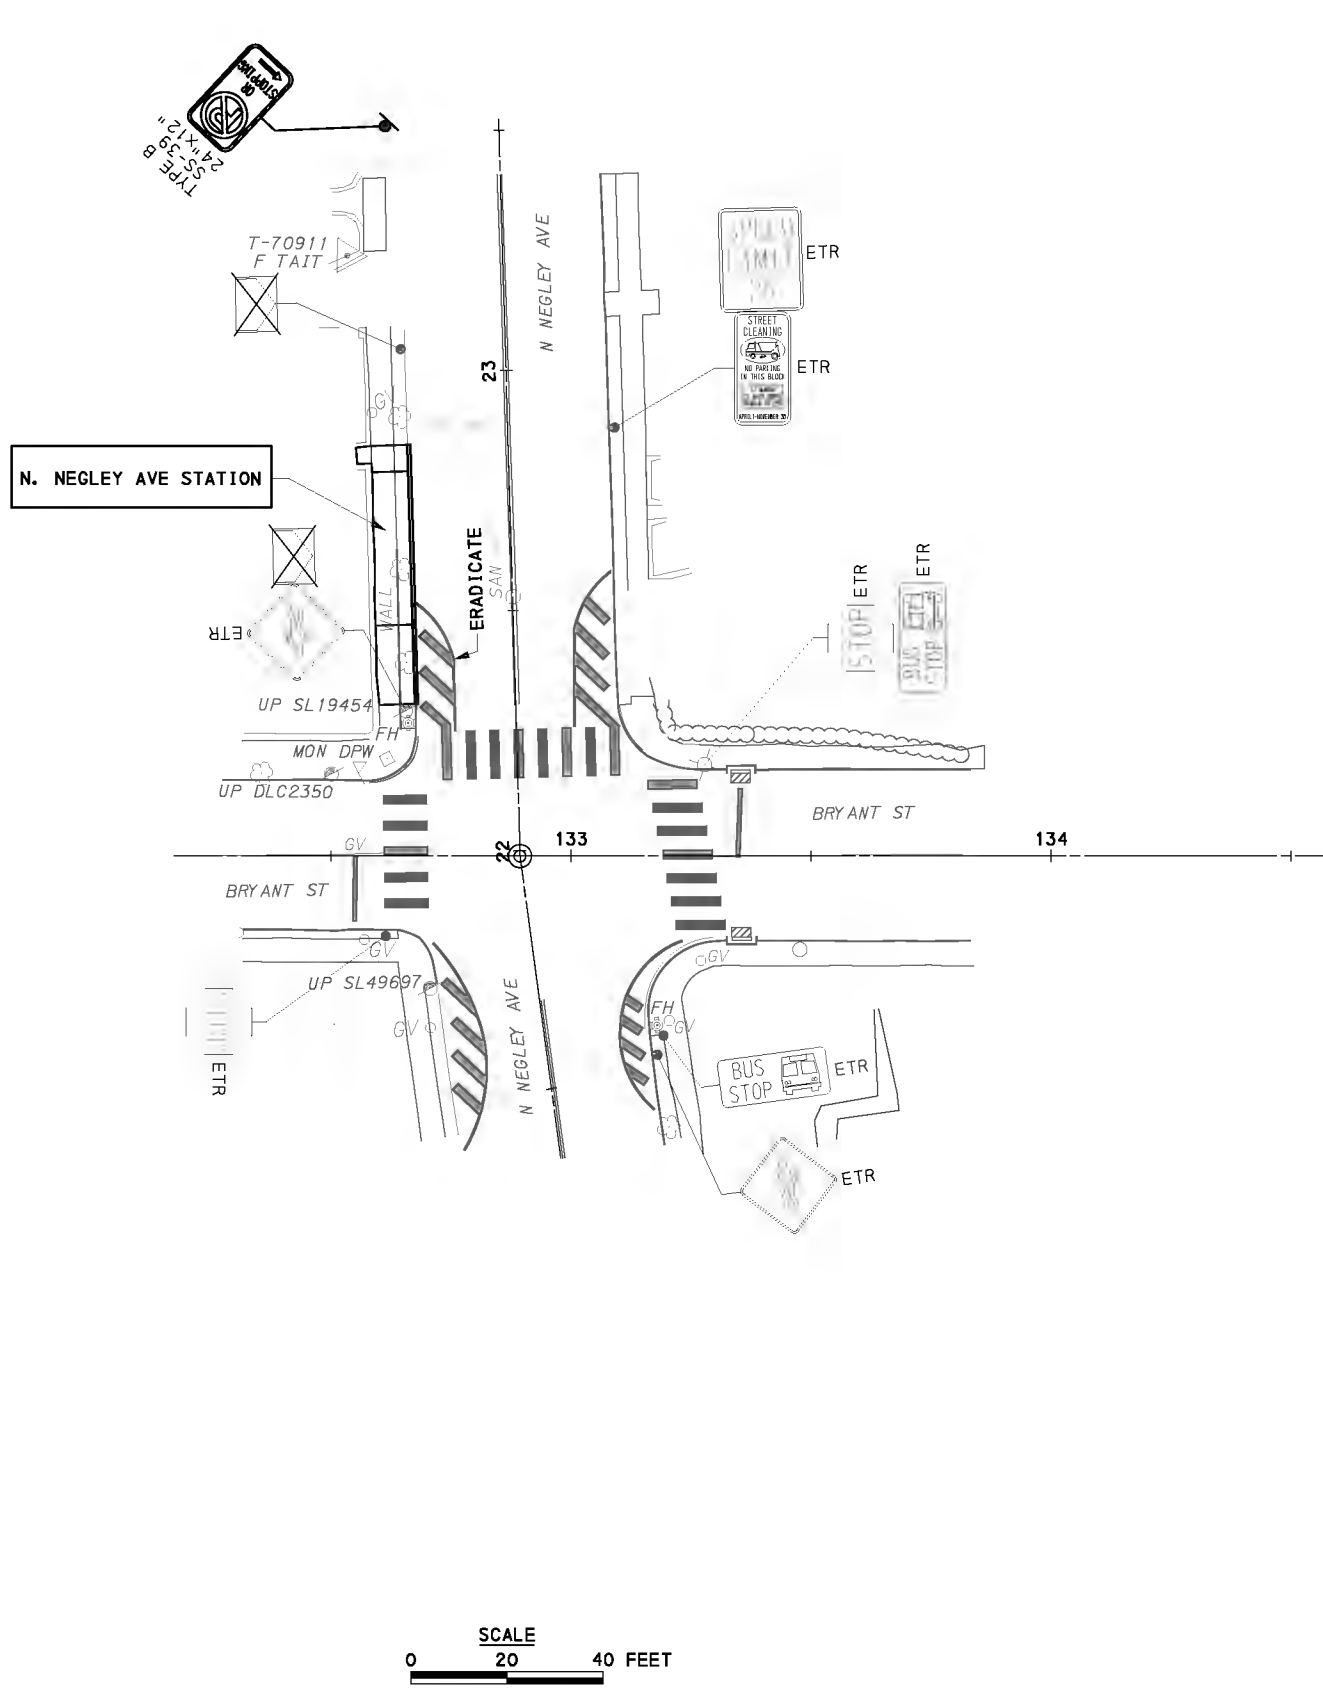 OR
STOPPING
TYPE B
SS-39
24"x12"
T-70911
F TAIT
N NEGLEY AVE
ETR
STREET
CLEANING
NO PARKING
IN THIS BLOCK
APRIL 1-NOVEMBER 30
ETR
23
GV
N. NEGLEY AVE STATION
ERADICATE
SAN
WALL
ETR
STOP
ETR
BUS
STOP
ETR
UP SL19454
FH
MON DPW
UP DLC2350
BRYANT ST
GV
22
133
134
BRYANT ST
GV
GV
UP SL49697
N NEGLEY AVE
FH
GV
GV
ETR
BUS
STOP
ETR
ETR
SCALE
0 20 40 FEET